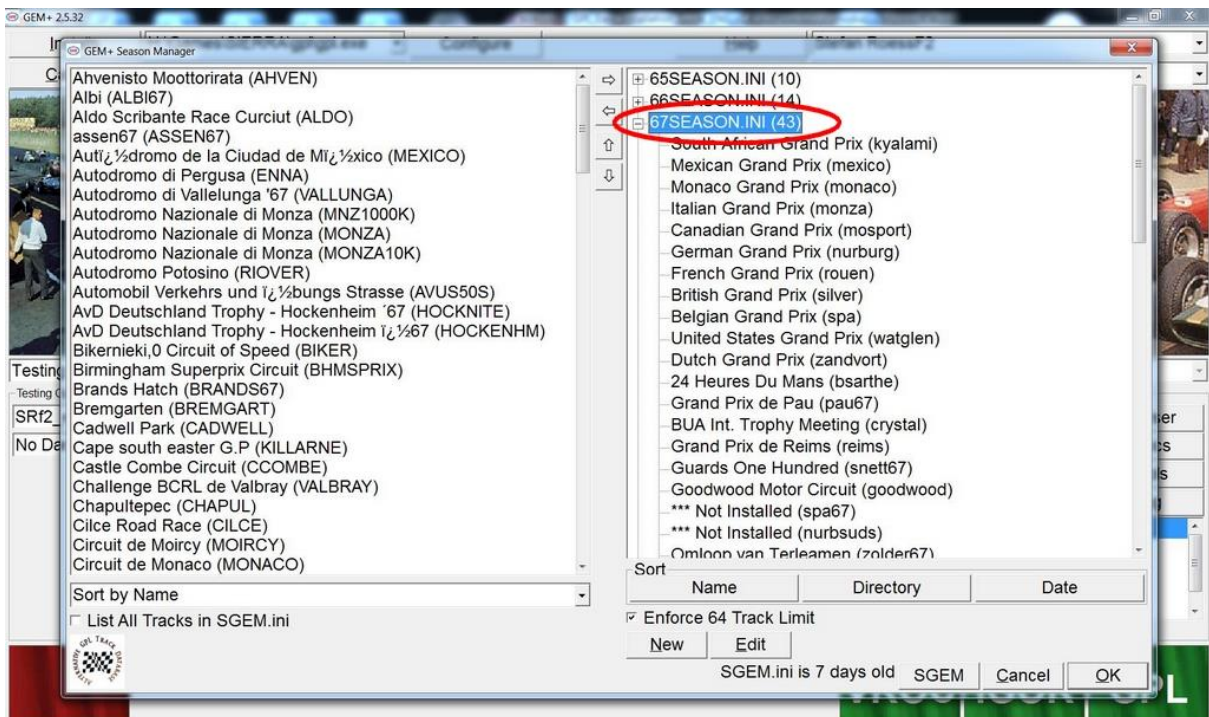 GEM+ 2.5.32
GEM+ Season Manager
Configure
Help
Ahvenisto Moottorirata (AHVEN)
Albi (ALBI67)
Aldo Scribante Race Curciut (ALDO)
assen67 (ASSEN67)
Autï¿½dromo de la Ciudad de Mï¿½xico (MEXICO)
Autodromo di Pergusa (ENNA)
Autodromo di Vallelunga '67 (VALLUNGA)
Autodromo Nazionale di Monza (MNZ1000K)
Autodromo Nazionale di Monza (MONZA)
Autodromo Nazionale di Monza (MONZA10K)
Autodromo Potosino (RIOVER)
Automobil Verkehrs und ï¿½bungs Strasse (AVUS50S)
AvD Deutschland Trophy - Hockenheim ´67 (HOCKNITE)
AvD Deutschland Trophy - Hockenheim ï¿½67 (HOCKENHM)
Bikernieki,0 Circuit of Speed (BIKER)
Birmingham Superprix Circuit (BHMSPRIX)
Brands Hatch (BRANDS67)
Bremgarten (BREMGART)
Cadwell Park (CADWELL)
Cape south easter G.P (KILLARNE)
Castle Combe Circuit (CCOMBE)
Challenge BCRL de Valbray (VALBRAY)
Chapultepec (CHAPUL)
Cilce Road Race (CILCE)
Circuit de Moircy (MOIRCY)
Circuit de Monaco (MONACO)
Sort by Name
List All Tracks in SGEM.ini
65SEASON.INI (10)
66SEASON.INI (14)
67SEASON.INI (43)
South African Grand Prix (kyalami)
Mexican Grand Prix (mexico)
Monaco Grand Prix (monaco)
Italian Grand Prix (monza)
Canadian Grand Prix (mosport)
German Grand Prix (nurburg)
French Grand Prix (rouen)
British Grand Prix (silver)
Belgian Grand Prix (spa)
United States Grand Prix (watglen)
Dutch Grand Prix (zandvort)
24 Heures Du Mans (bsarthe)
Grand Prix de Pau (pau67)
BUA Int. Trophy Meeting (crystal)
Grand Prix de Reims (reims)
Guards One Hundred (snett67)
Goodwood Motor Circuit (goodwood)
*** Not Installed (spa67)
*** Not Installed (nurbsuds)
Omloop van Terleamen (zolder67)
Sort
Name Directory Date
Enforce 64 Track Limit
New Edit
SGEM.ini is 7 days old SGEM Cancel OK
Testing
SRf2_
No Da